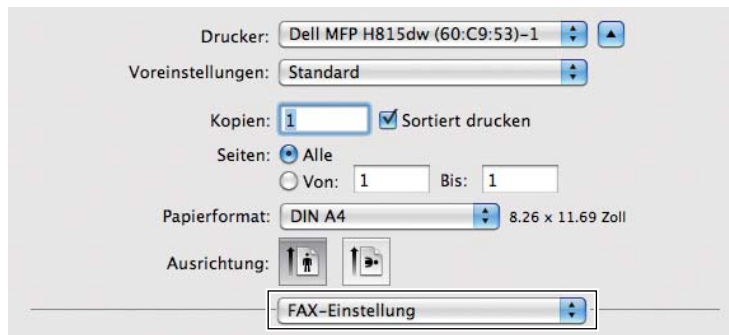 Drucker: Dell MFP H815dw (60:C9:53)-1
Voreinstellungen: Standard
Kopien: 1 Sortiert drucken
Seiten: Alle
Von: 1 Bis: 1
Papierformat: DIN A4 8.26 x 11.69 Zoll
Ausrichtung:
FAX-Einstellung